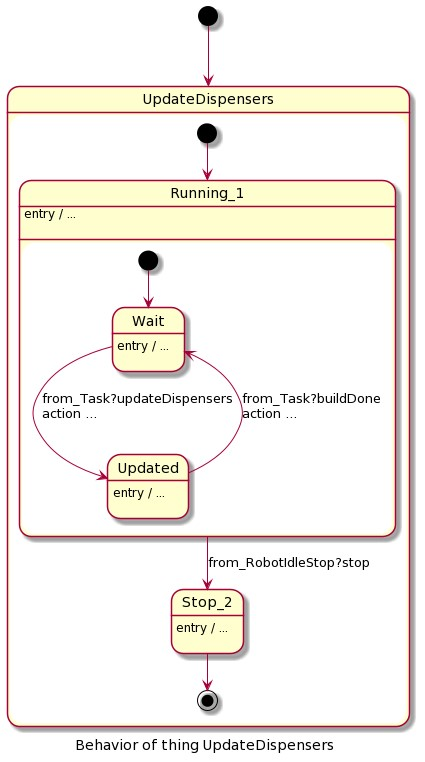 UpdateDispensers
Running_1
entry / ...
Wait
entry / ...
from_Task?updateDispensers
action ...
from_Task?buildDone
action ...
Updated
entry / ...
from_RobotIdleStop?stop
Stop_2
entry / ...
Behavior of thing UpdateDispensers